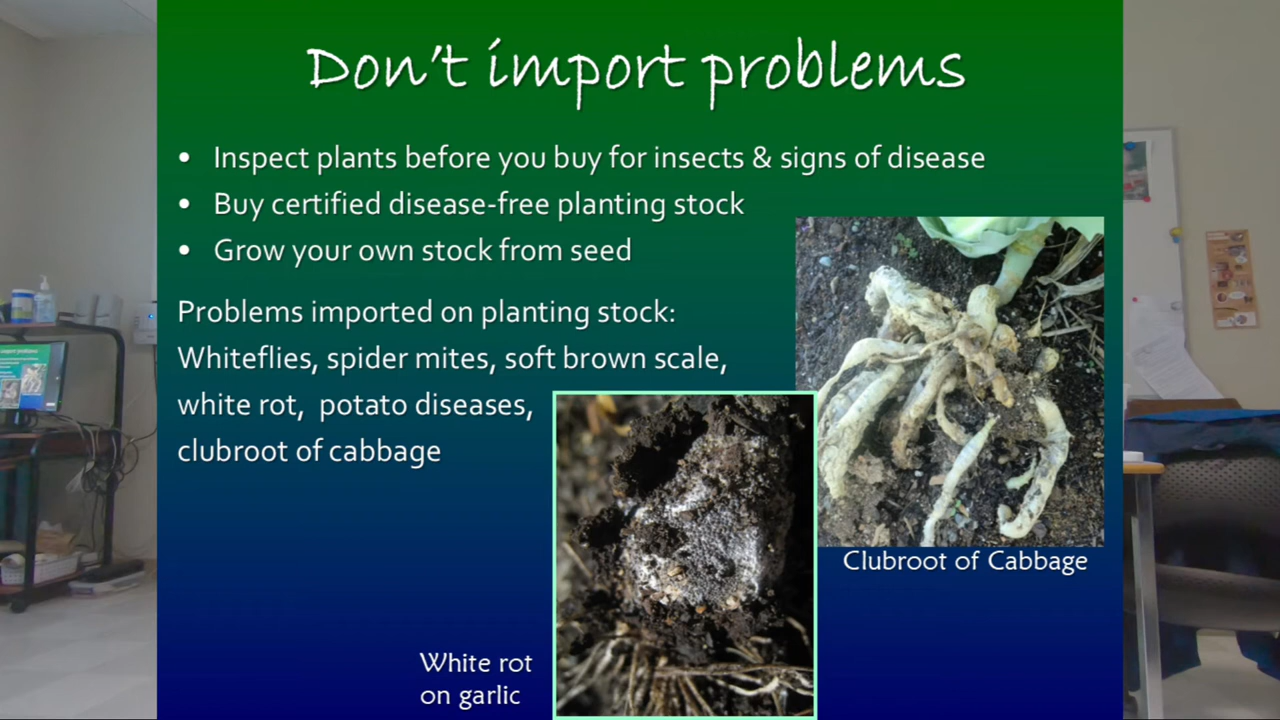 Don't import problems
• Inspect plants before you buy for insects & signs of disease
• Buy certified disease-free planting stock
• Grow your own stock from seed
Problems imported on planting stock:
Whiteflies, spider mites, soft brown scale,
white rot, potato diseases,
clubroot of cabbage
Clubroot of Cabbage
White rot
on garlic